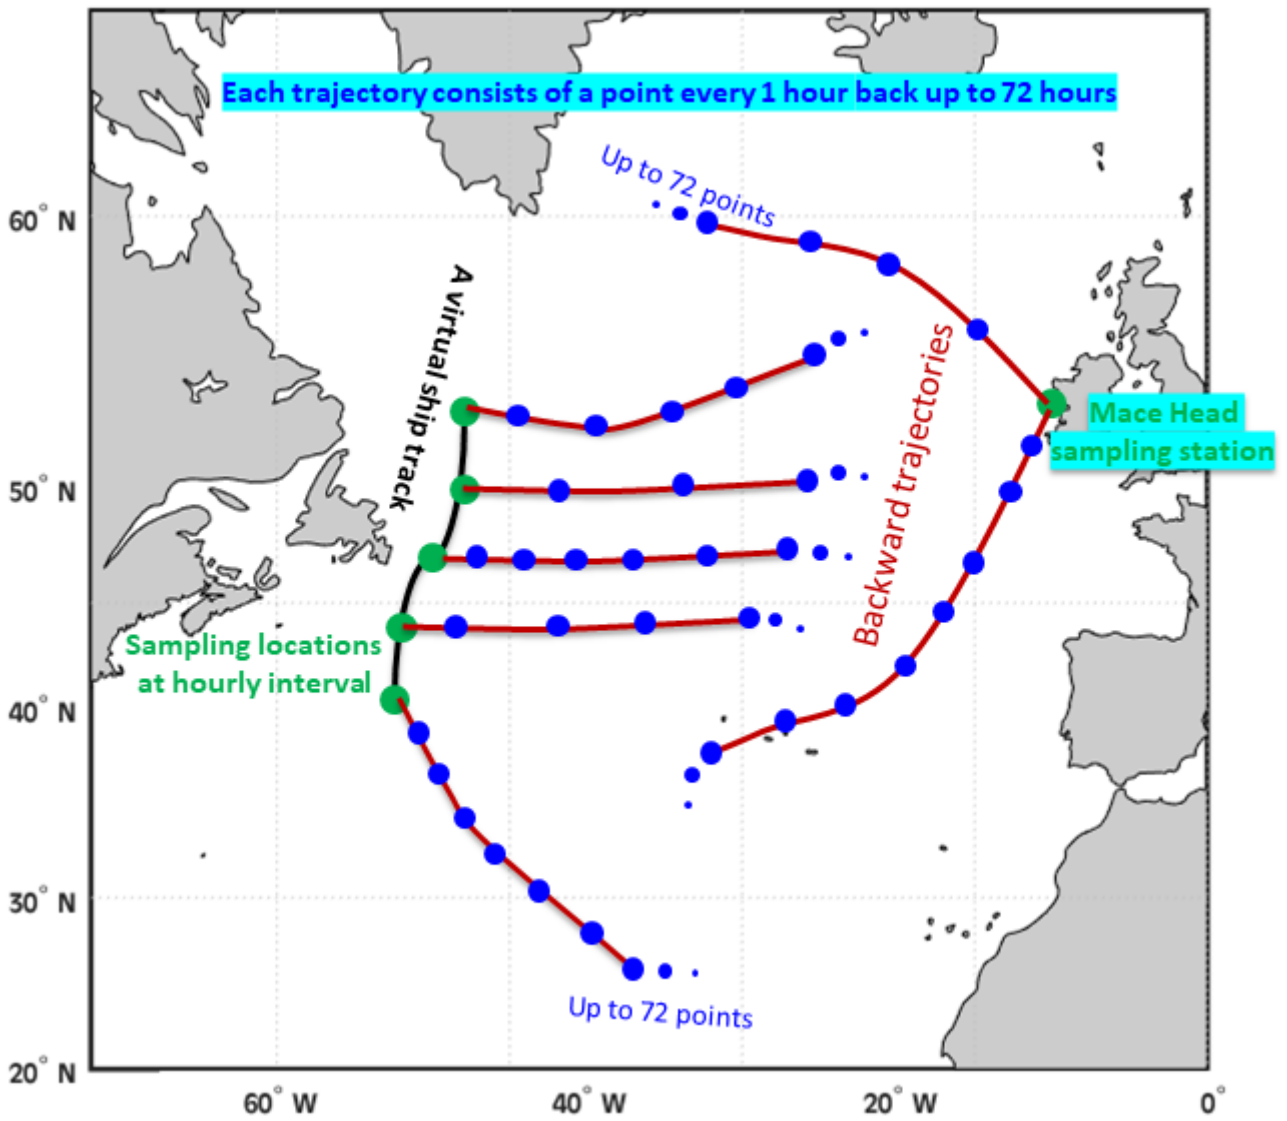 Each trajectory consists of a point every 1 hour back up to 72 hours
Up to 72 points
60° N
A virtual ship track
Backward trajectories
Mace Head
sampling station
50° N
Sampling locations
at hourly interval
40° N
30° N
Up to 72 points
20° N
60° W
40° W
20° W
0°